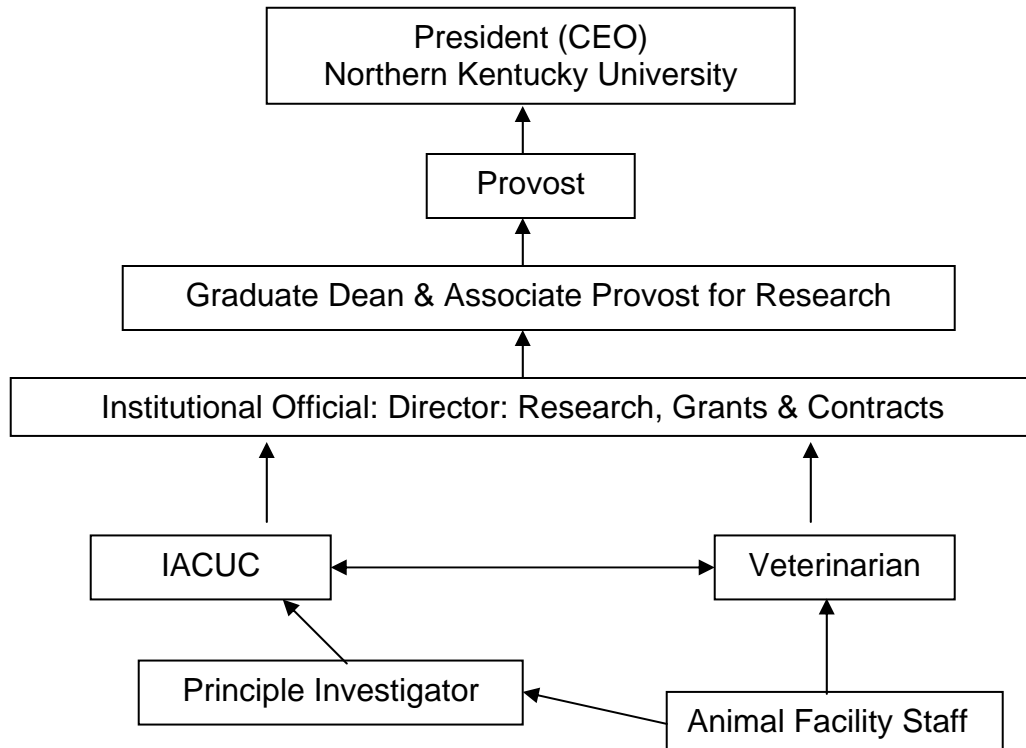 President (CEO)
Northern Kentucky University
Provost
Graduate Dean & Associate Provost for Research
Institutional Official: Director: Research, Grants & Contracts
IACUC
Veterinarian
Principle Investigator
Animal Facility Staff